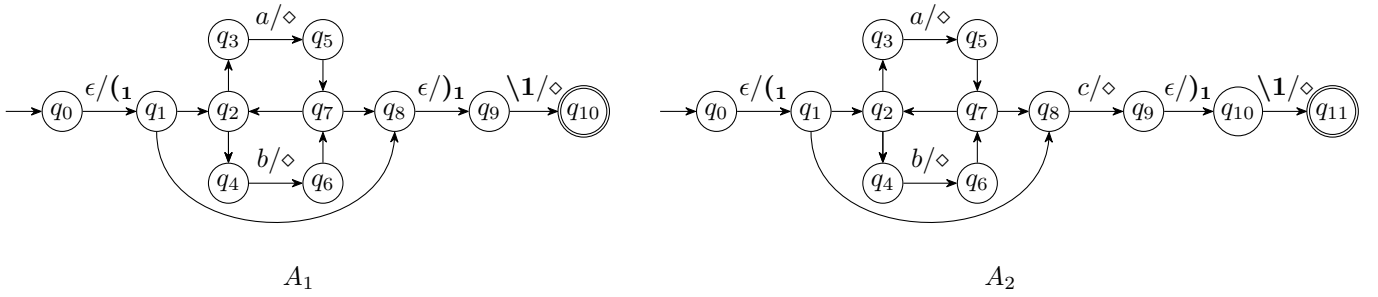 a/⋄ a/⋄
q3 q5 q3 q5
ϵ/(1 ϵ/)1 \1/⋄ ϵ/(1 c/⋄ ϵ/)1 \1/⋄
q0 q1 q2 q7 q8 q9 q10 q0 q1 q2 q7 q8 q9 q10 q11
b/⋄ b/⋄
q4 q6 q4 q6
A1 A2